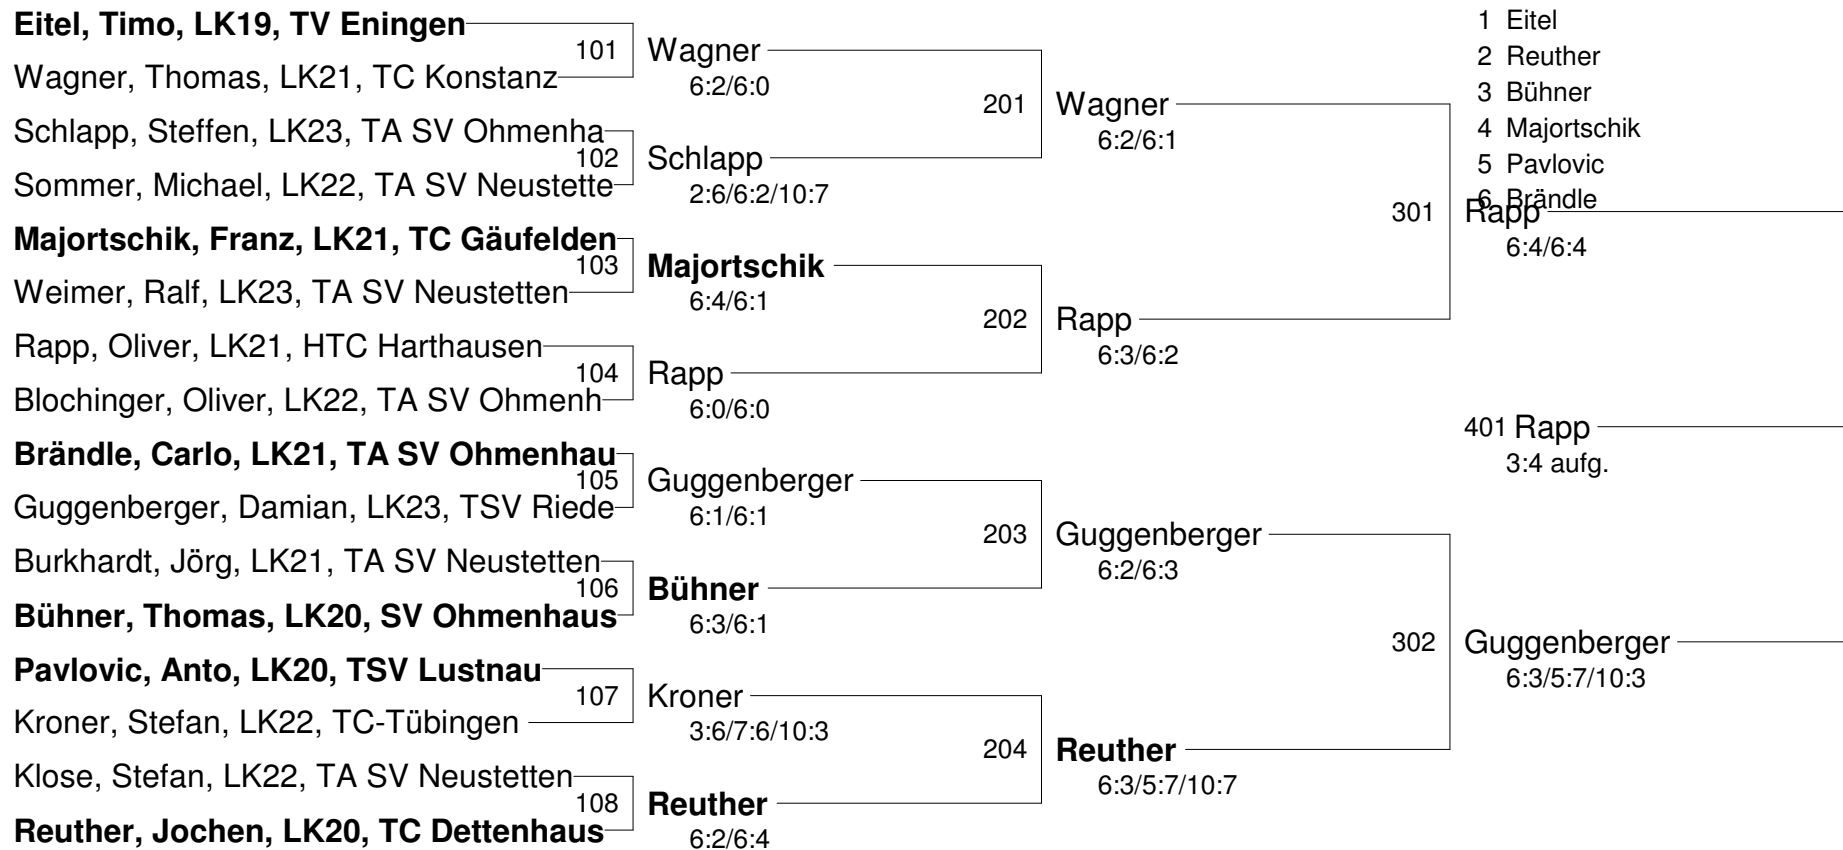 Eitel, Timo, LK19, TV Eningen
Wagner, Thomas, LK21, TC Konstanz
Schlapp, Steffen, LK23, TA SV Ohmenha
Sommer, Michael, LK22, TA SV Neustette
Majortschik, Franz, LK21, TC Gäufelden
Weimer, Ralf, LK23, TA SV Neustetten
Rapp, Oliver, LK21, HTC Harthausen
Blochinger, Oliver, LK22, TA SV Ohmenh
Brändle, Carlo, LK21, TA SV Ohmenhau
Guggenberger, Damian, LK23, TSV Riede
Burkhardt, Jörg, LK21, TA SV Neustetten
Bühner, Thomas, LK20, SV Ohmenhaus
Pavlovic, Anto, LK20, TSV Lustnau
Kroner, Stefan, LK22, TC-Tübingen
Klose, Stefan, LK22, TA SV Neustetten
Reuther, Jochen, LK20, TC Dettenhaus
101 Wagner
6:2/6:0
102 Schlapp
2:6/6:2/10:7
103 Majortschik
6:4/6:1
104 Rapp
6:0/6:0
105 Guggenberger
6:1/6:1
106 Bühner
6:3/6:1
107 Kroner
3:6/7:6/10:3
108 Reuther
6:2/6:4
201 Wagner
6:2/6:1
202 Rapp
6:3/6:2
203 Guggenberger
6:2/6:3
204 Reuther
6:3/5:7/10:7
1 Eitel
2 Reuther
3 Bühner
4 Majortschik
5 Pavlovic
6 Brändle
301 Rapp
6:4/6:4
401 Rapp
3:4 aufg.
302 Guggenberger
6:3/5:7/10:3